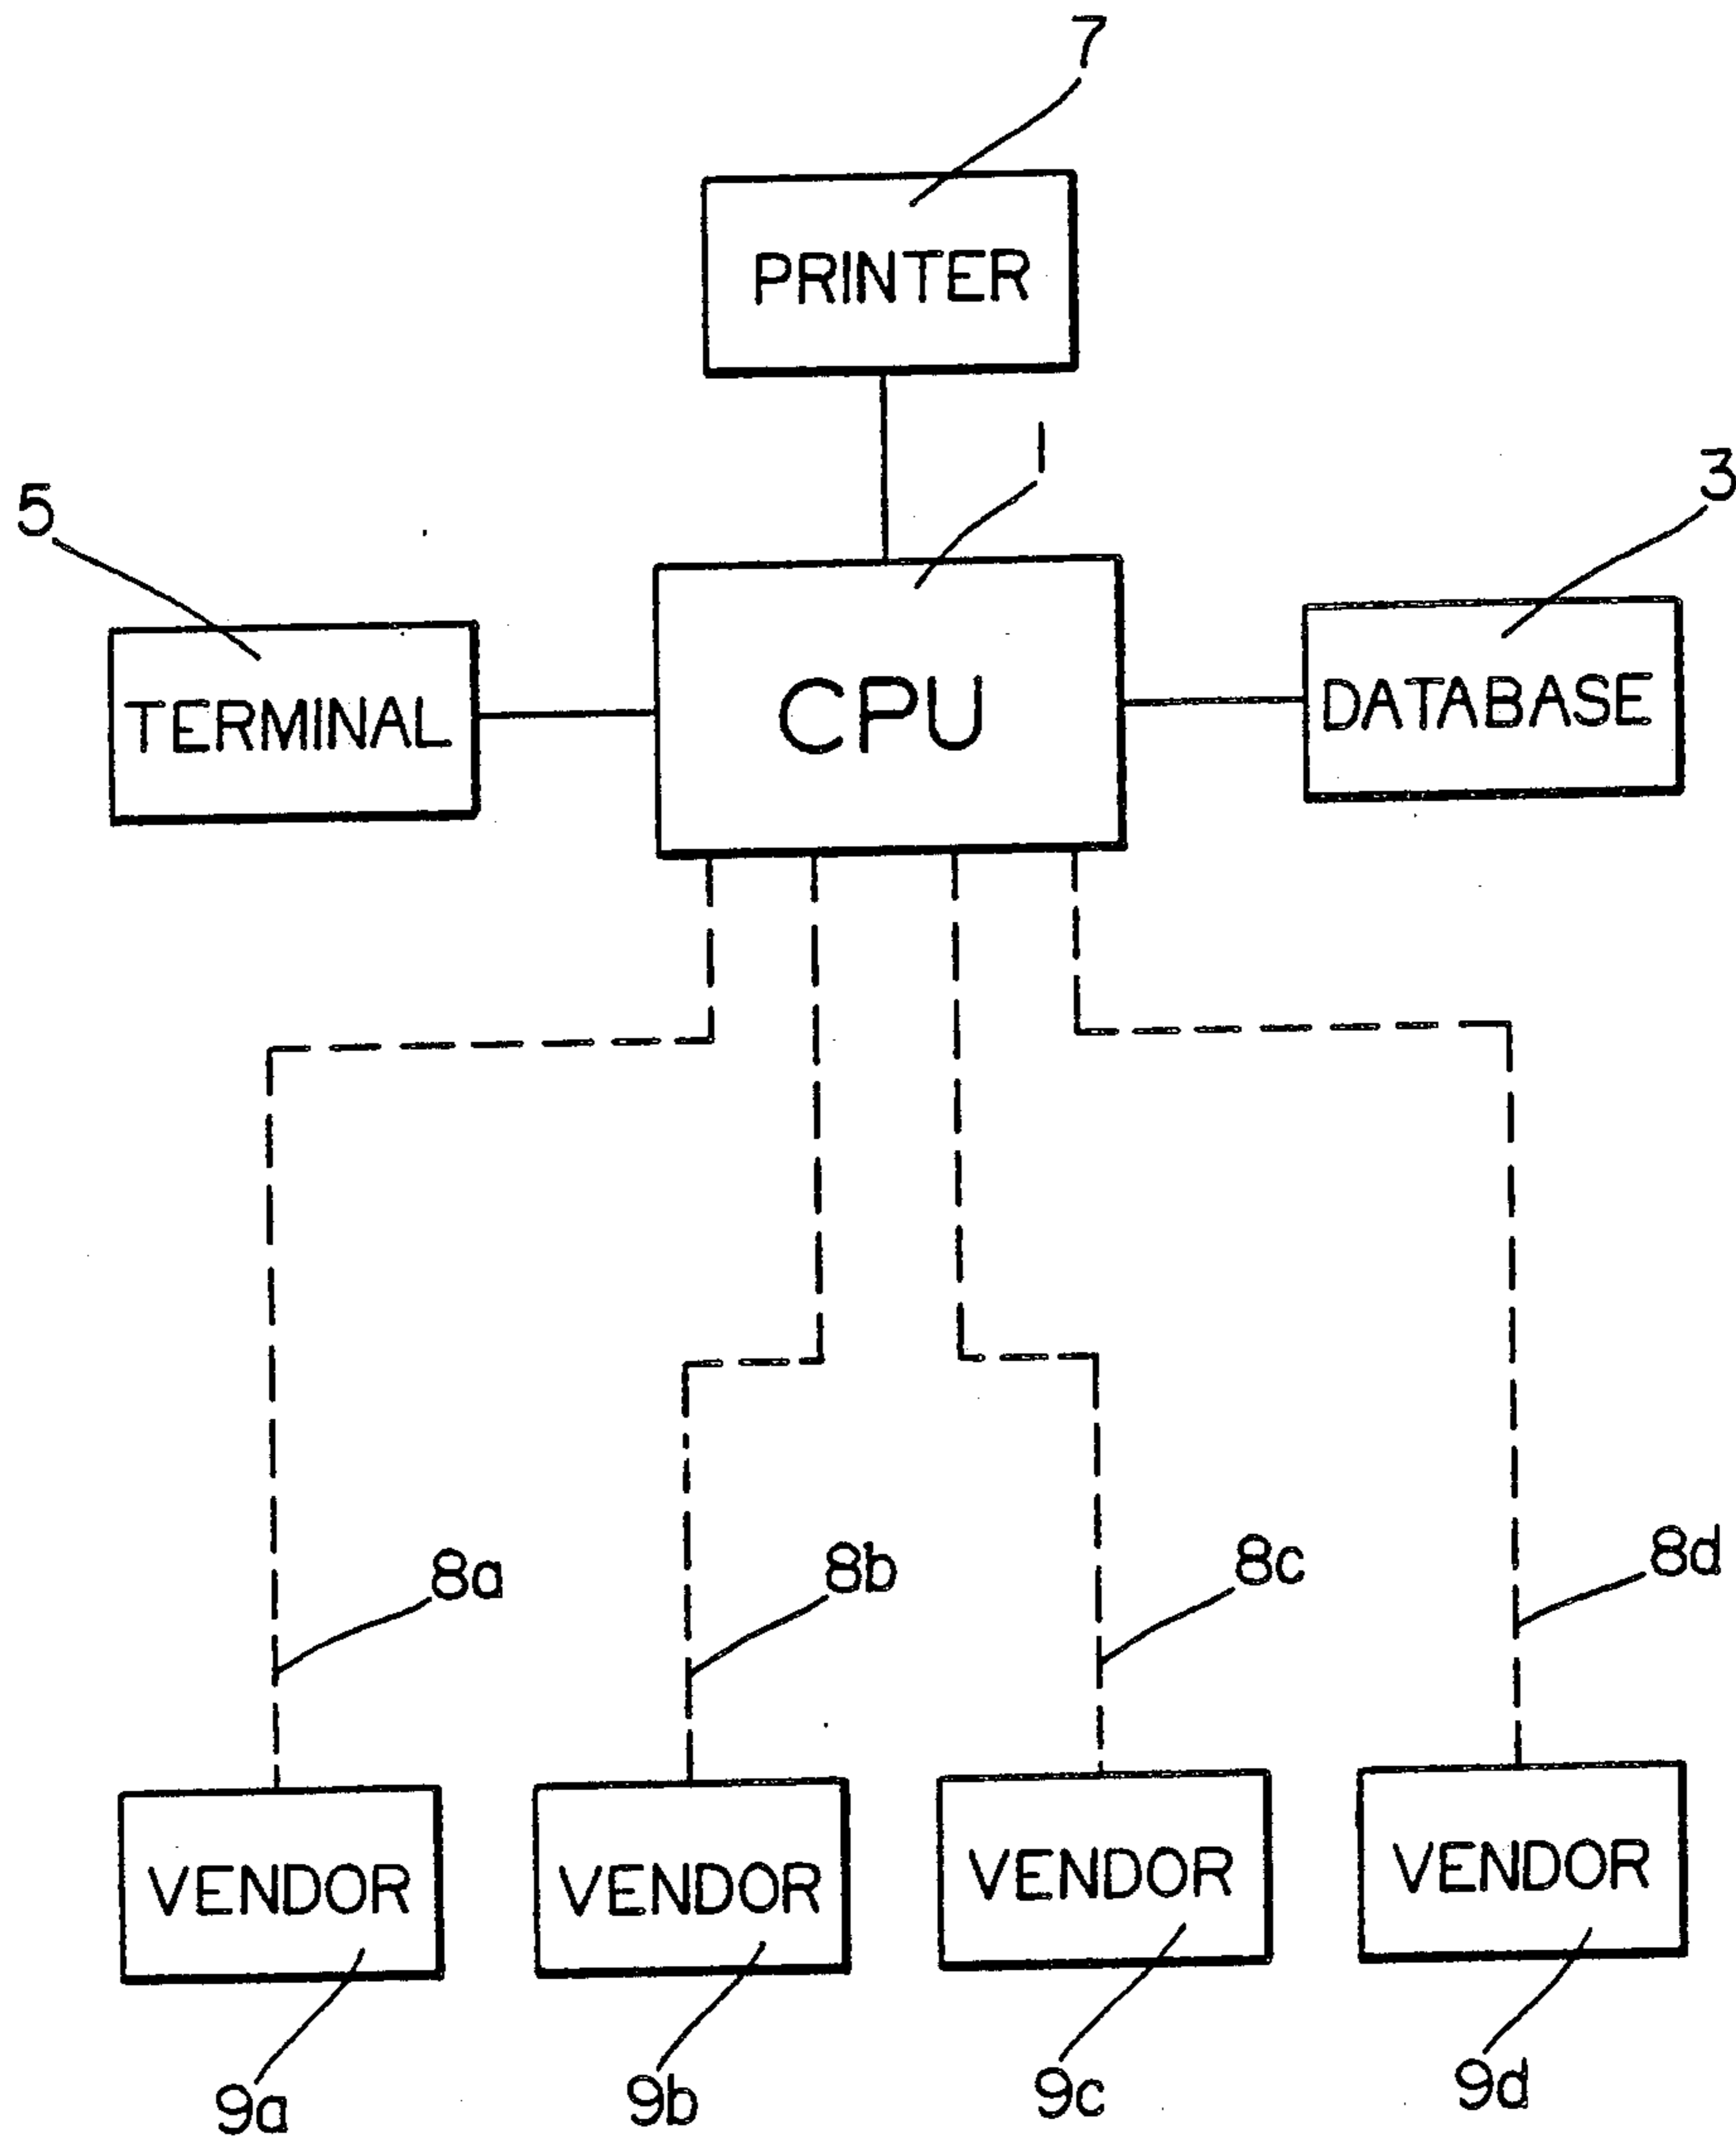 7
PRINTER
1
5
3
TERMINAL
CPU
DATABASE
8a
8b
8c
8d
VENDOR
VENDOR
VENDOR
VENDOR
9a
9b
9c
9d